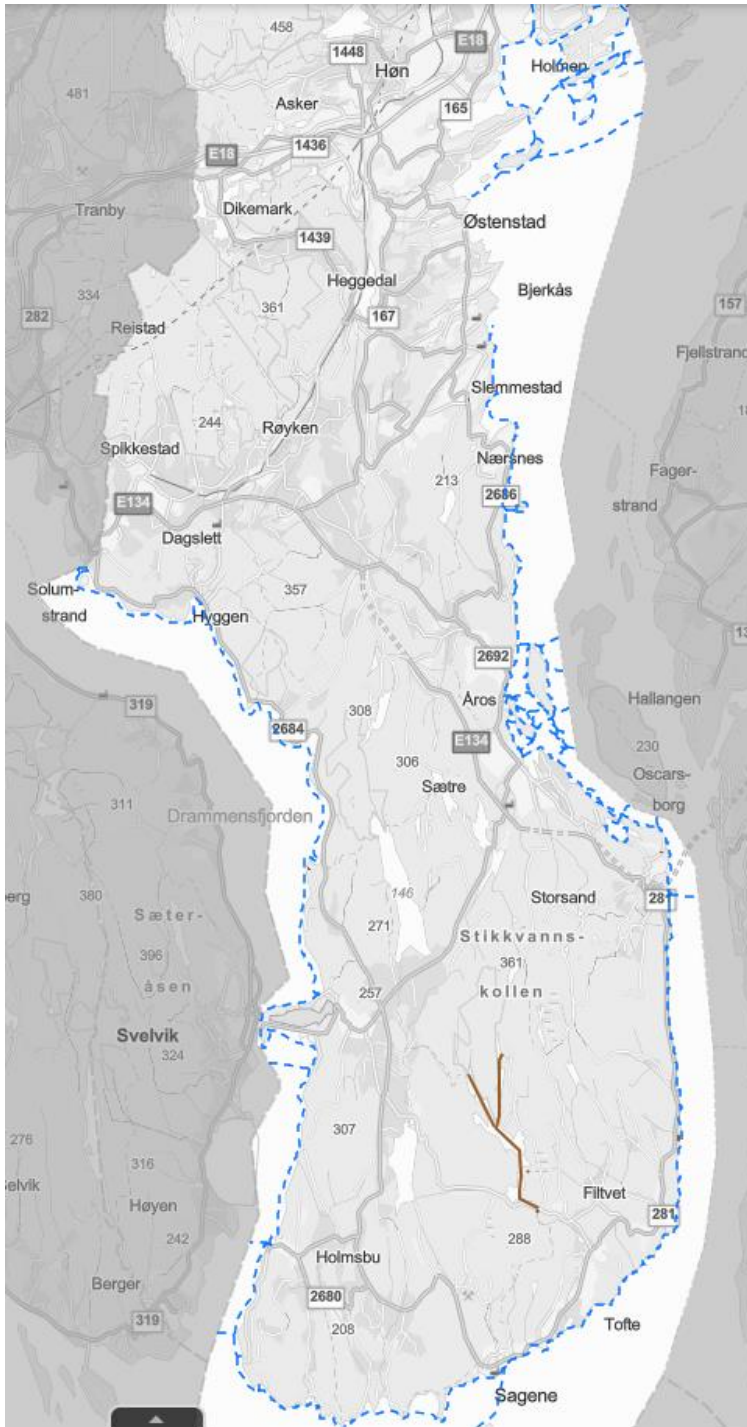 458
1448
E18
Høn
Holmen
481
Asker
165
1436
E18
Tranby
Dikemark
Østenstad
1439
Heggedal
Bjerkås
334
282
361
167
157
Reistad
Fjellstrand
Slemmestad
244
Røyken
Spikkestad
Nærsnes
213
Fager-
strand
2686
E134
Dagslett
Solum-
strand
357
Hyggen
2692
319
Åros
Hallangen
308
2684
E134
230
306
Oscars-
borg
Sætre
311
Drammensfjorden
146
380
Storsand
281
Sæter-
åsen
396
271
Stikkvanns-
kollen
361
257
Svelvik
324
307
276
316
Filtvet
Høyen
281
242
288
Holmsbu
Berger
2680
319
208
Tofte
Sagene